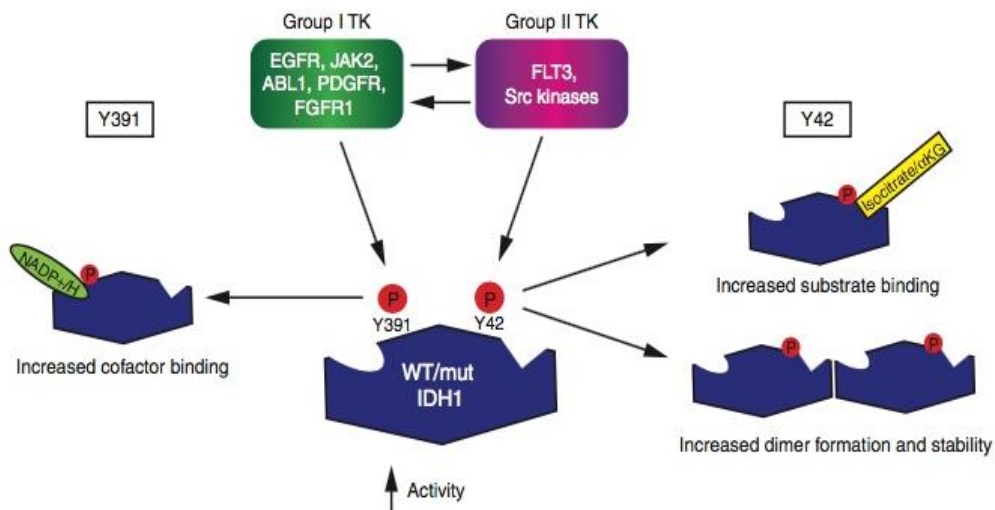 Group I TK
Group II TK
EGFR, JAK2,
ABL1, PDGFR,
FGFR1
FLT3,
Src kinases
Y391
Y42
Isocitrate/αKG
P
Increased substrate binding
NADP+/H
P
Increased cofactor binding
P
Y391
P
Y42
WT/mut
IDH1
P
P
Increased dimer formation and stability
Activity